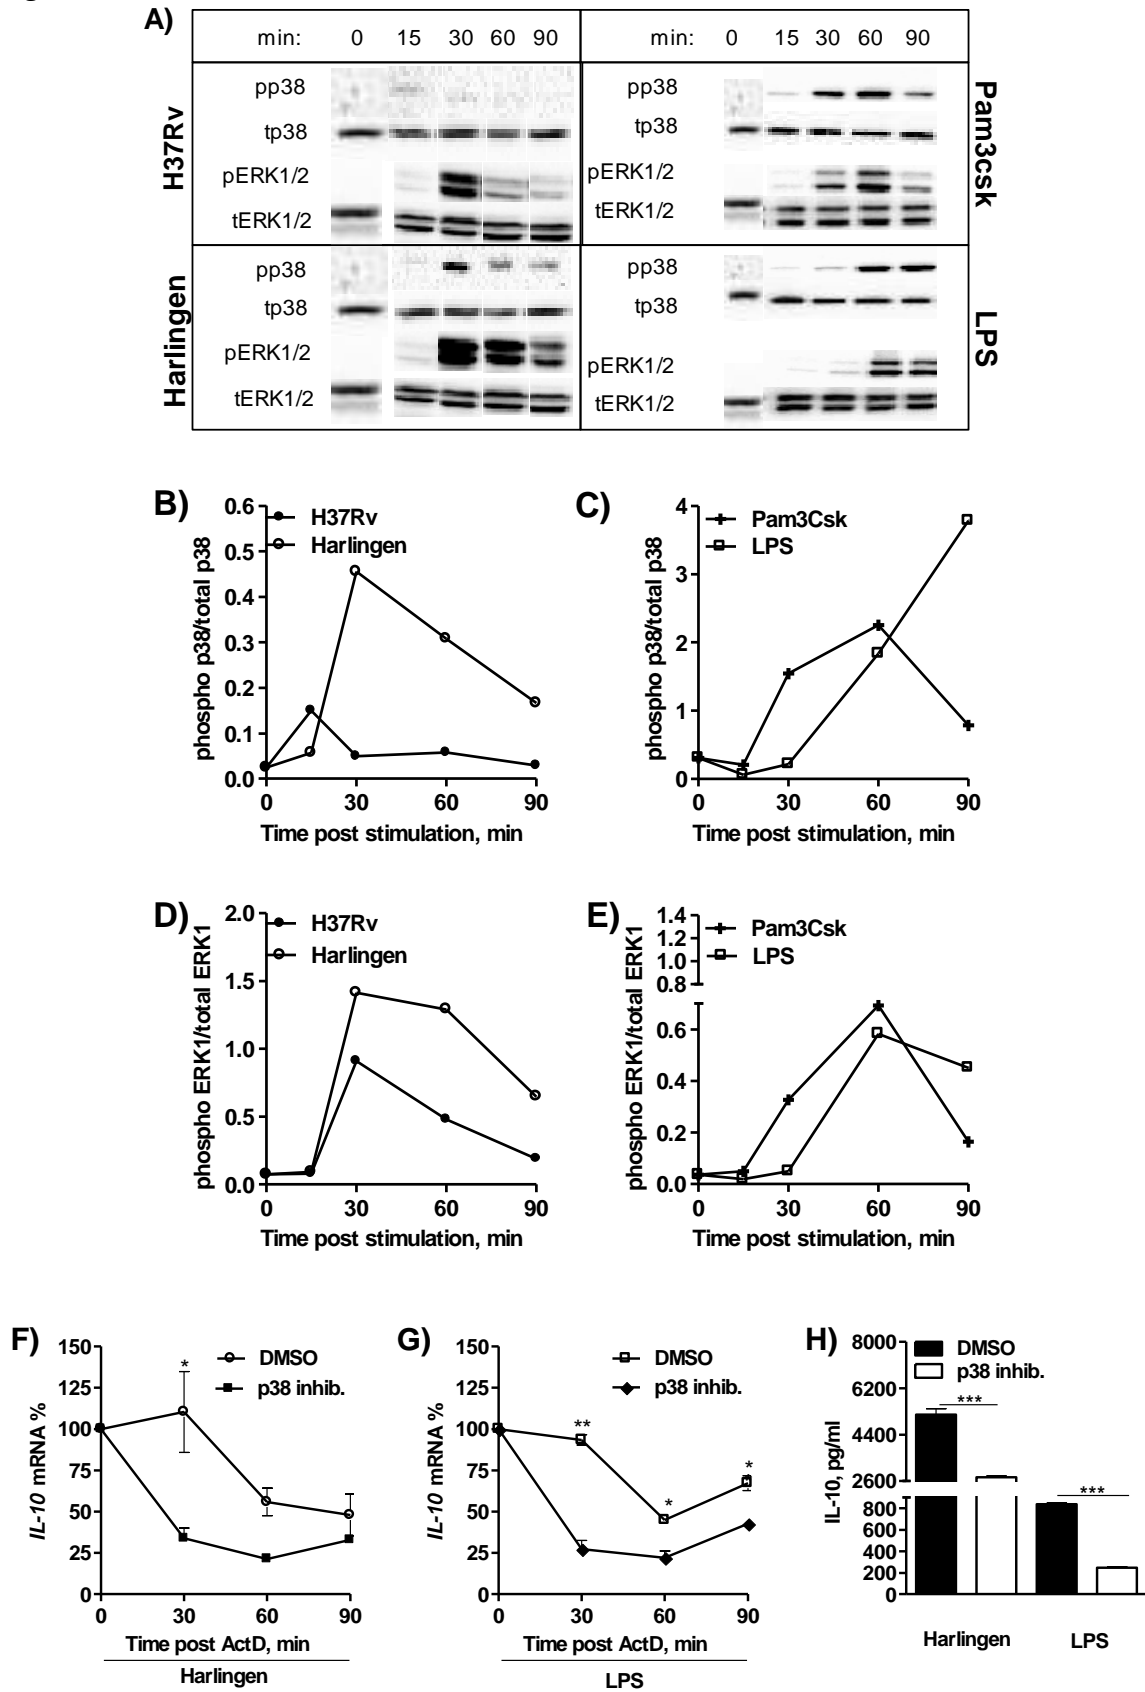 A)
min: 0 15 30 60 90
min: 0 15 30 60 90
H37Rv
pp38
tp38
pERK1/2
tERK1/2
Pam3csk
pp38
tp38
pERK1/2
tERK1/2
Harlingen
pp38
tp38
pERK1/2
tERK1/2
LPS
pp38
tp38
pERK1/2
tERK1/2
B)
H37Rv
Harlingen
phospho p38/total p38
0.6
0.5
0.4
0.3
0.2
0.1
0.0
0 30 60 90
Time post stimulation, min
C)
Pam3Csk
LPS
phospho p38/total p38
4
3
2
1
0
0 30 60 90
Time post stimulation, min
D)
H37Rv
Harlingen
phospho ERK1/total ERK1
2.0
1.5
1.0
0.5
0.0
0 30 60 90
Time post stimulation, min
E)
Pam3Csk
LPS
phospho ERK1/total ERK1
1.4
1.2
1.0
0.8
0.6
0.4
0.2
0.0
0 30 60 90
Time post stimulation, min
F)
DMSO
p38 inhib.
IL-10 mRNA %
150
125
100
75
50
25
0
*
0 30 60 90
Time post ActD, min
Harlingen
G)
DMSO
p38 inhib.
IL-10 mRNA %
150
125
100
75
50
25
0
**
*
*
0 30 60 90
Time post ActD, min
LPS
H)
DMSO
p38 inhib.
IL-10, pg/ml
8000
6200
4400
2600
800
600
400
200
0
***
***
Harlingen LPS